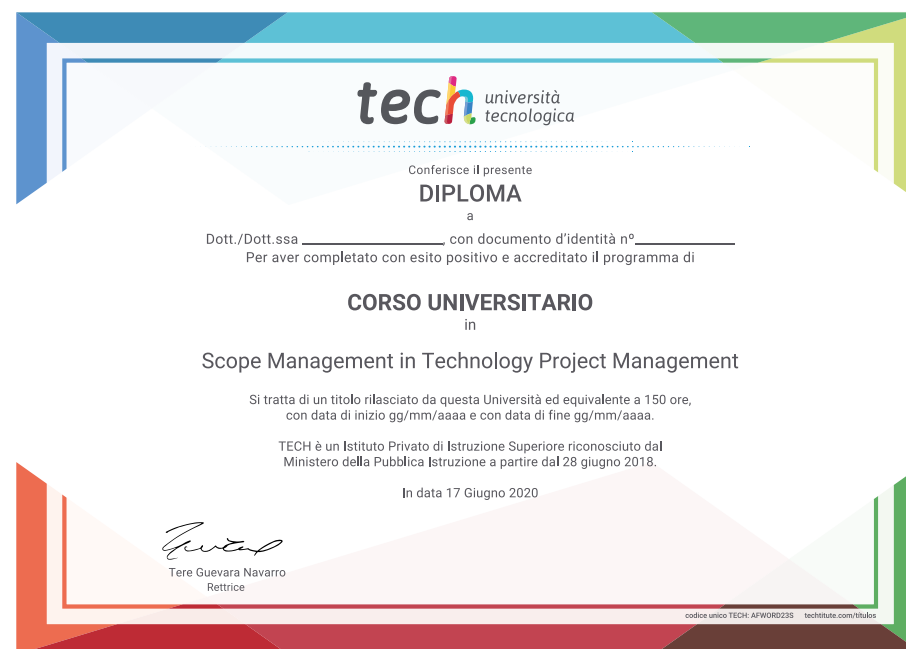 tech università
tecnologica
Conferisce il presente
DIPLOMA
a
Dott./Dott.ssa ____________________, con documento d'identità nº______________
Per aver completato con esito positivo e accreditato il programma di
CORSO UNIVERSITARIO
in
Scope Management in Technology Project Management
Si tratta di un titolo rilasciato da questa Università ed equivalente a 150 ore,
con data di inizio gg/mm/aaaa e con data di fine gg/mm/aaaa.
TECH è un Istituto Privato di Istruzione Superiore riconosciuto dal
Ministero della Pubblica Istruzione a partire dal 28 giugno 2018.
In data 17 Giugno 2020
Tere Guevara Navarro
Rettrice
codice unico TECH: AFWORD23S techtitute.com/títulos